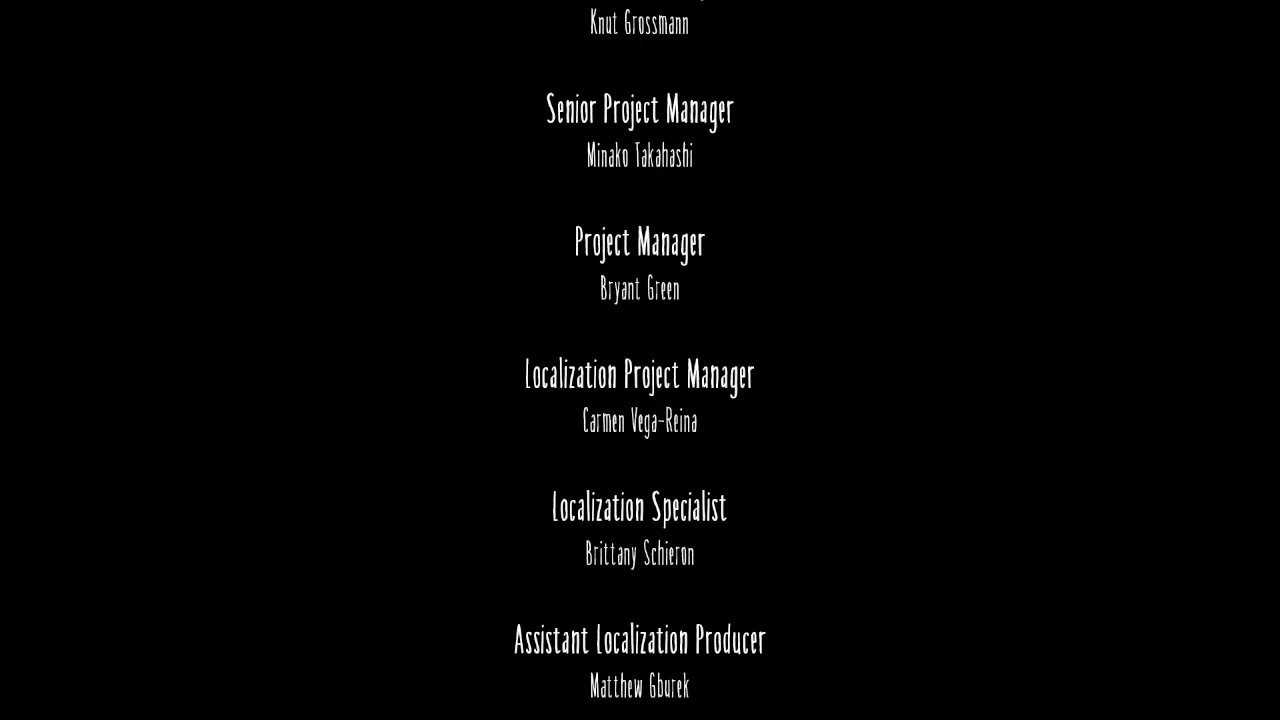 Knut Grossmann
Senior Project Manager
Minako Takahashi
Project Manager
Bryant Green
Localization Project Manager
Carmen Vega-Reina
Localization Specialist
Brittany Schieron
Assistant Localization Producer
Matthew Gburek